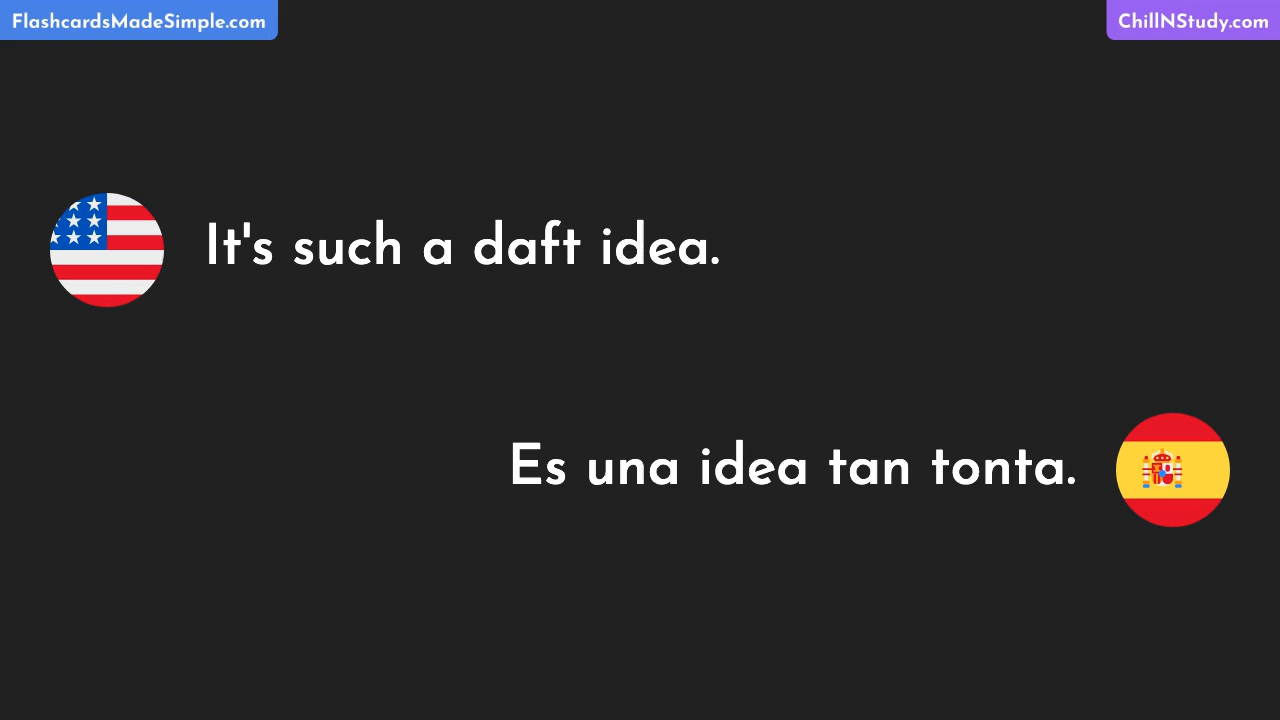 FlashcardsMadeSimple.com
ChillNStudy.com
It's such a daft idea.
Es una idea tan tonta.